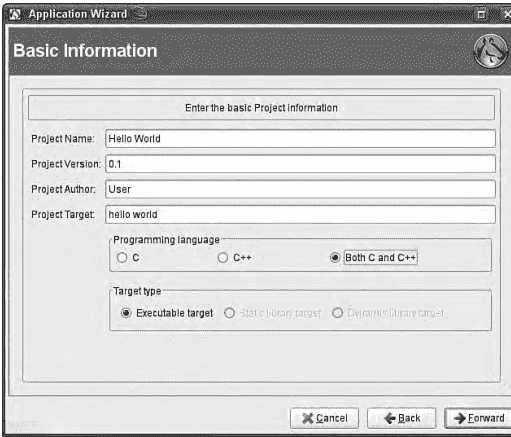 Application Wizard
Basic Information
Enter the basic Project information
Project Name: Hello World
Project Version: 0.1
Project Author: User
Project Target: hello world
Programming language
C C++ Both C and C++
Target type
Executable target Static library target Dynamic library target
Cancel Back Forward